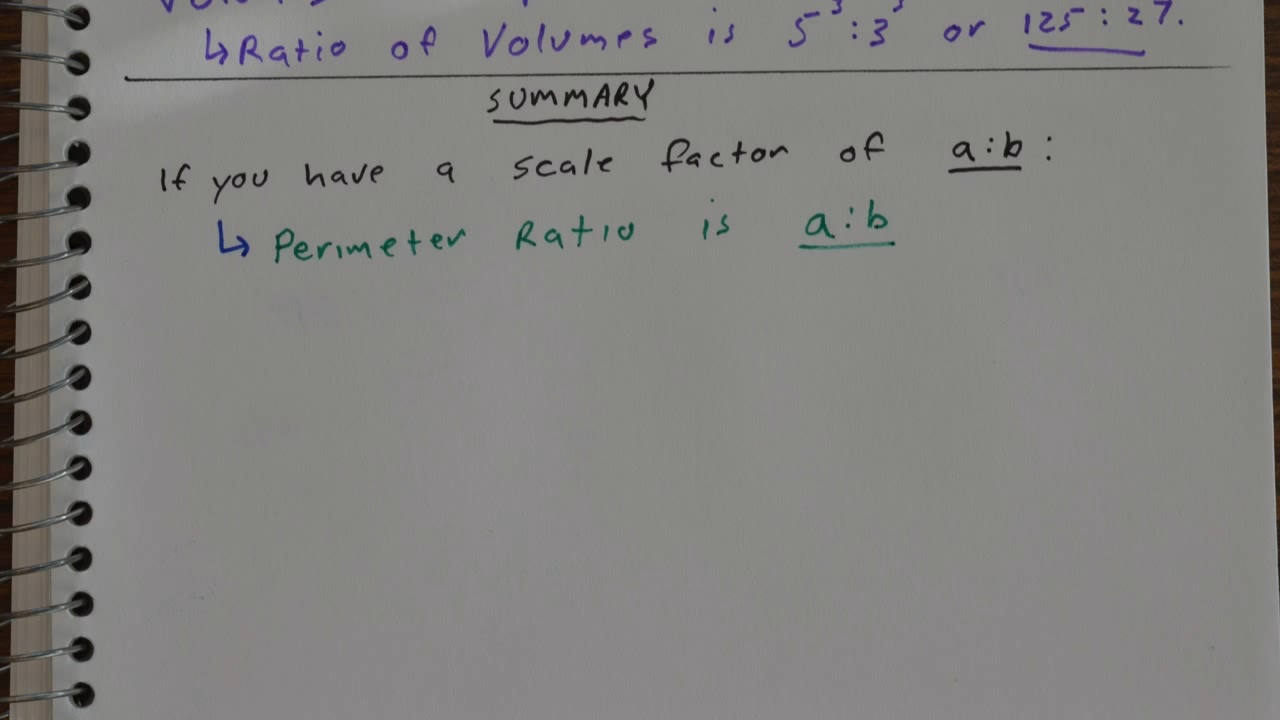 ↳Ratio of Volumes is 5³:3³ or 125:27.
SUMMARY
If you have a scale factor of a:b:
↳ Perimeter Ratio is a:b